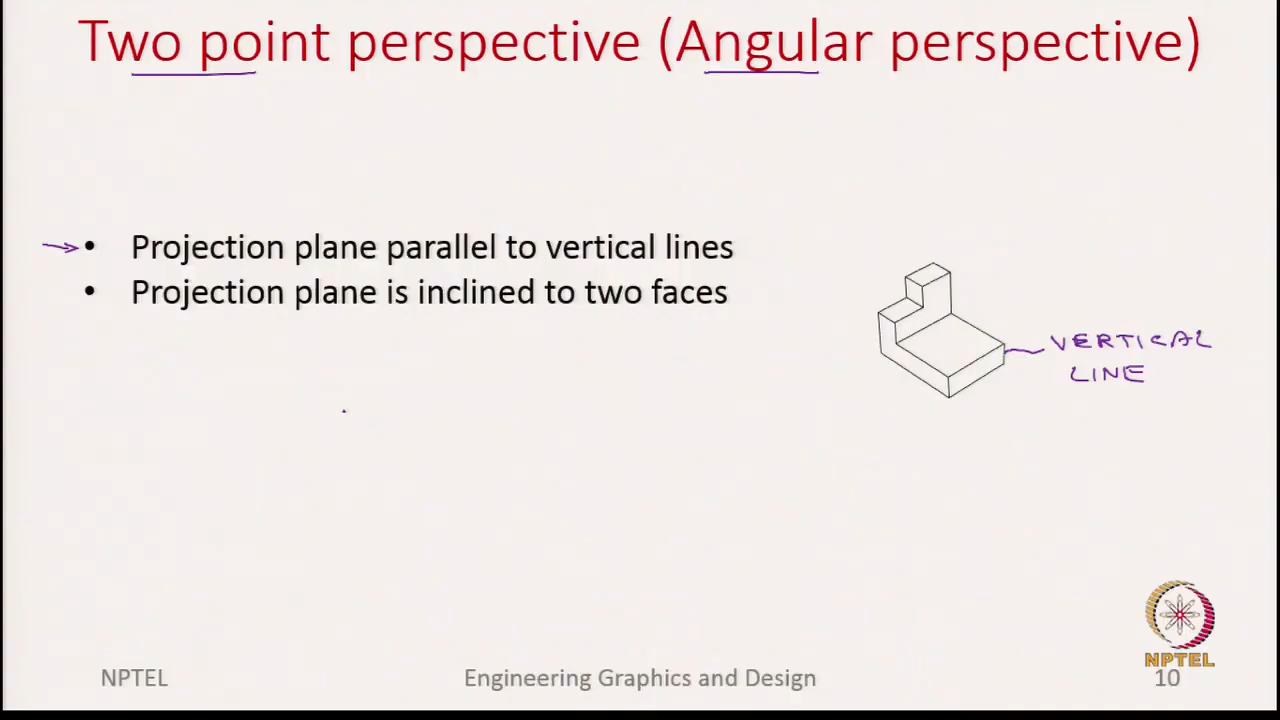 Two point perspective (Angular perspective)
• Projection plane parallel to vertical lines
• Projection plane is inclined to two faces
VERTICAL
LINE
NPTEL
NPTEL
Engineering Graphics and Design
10